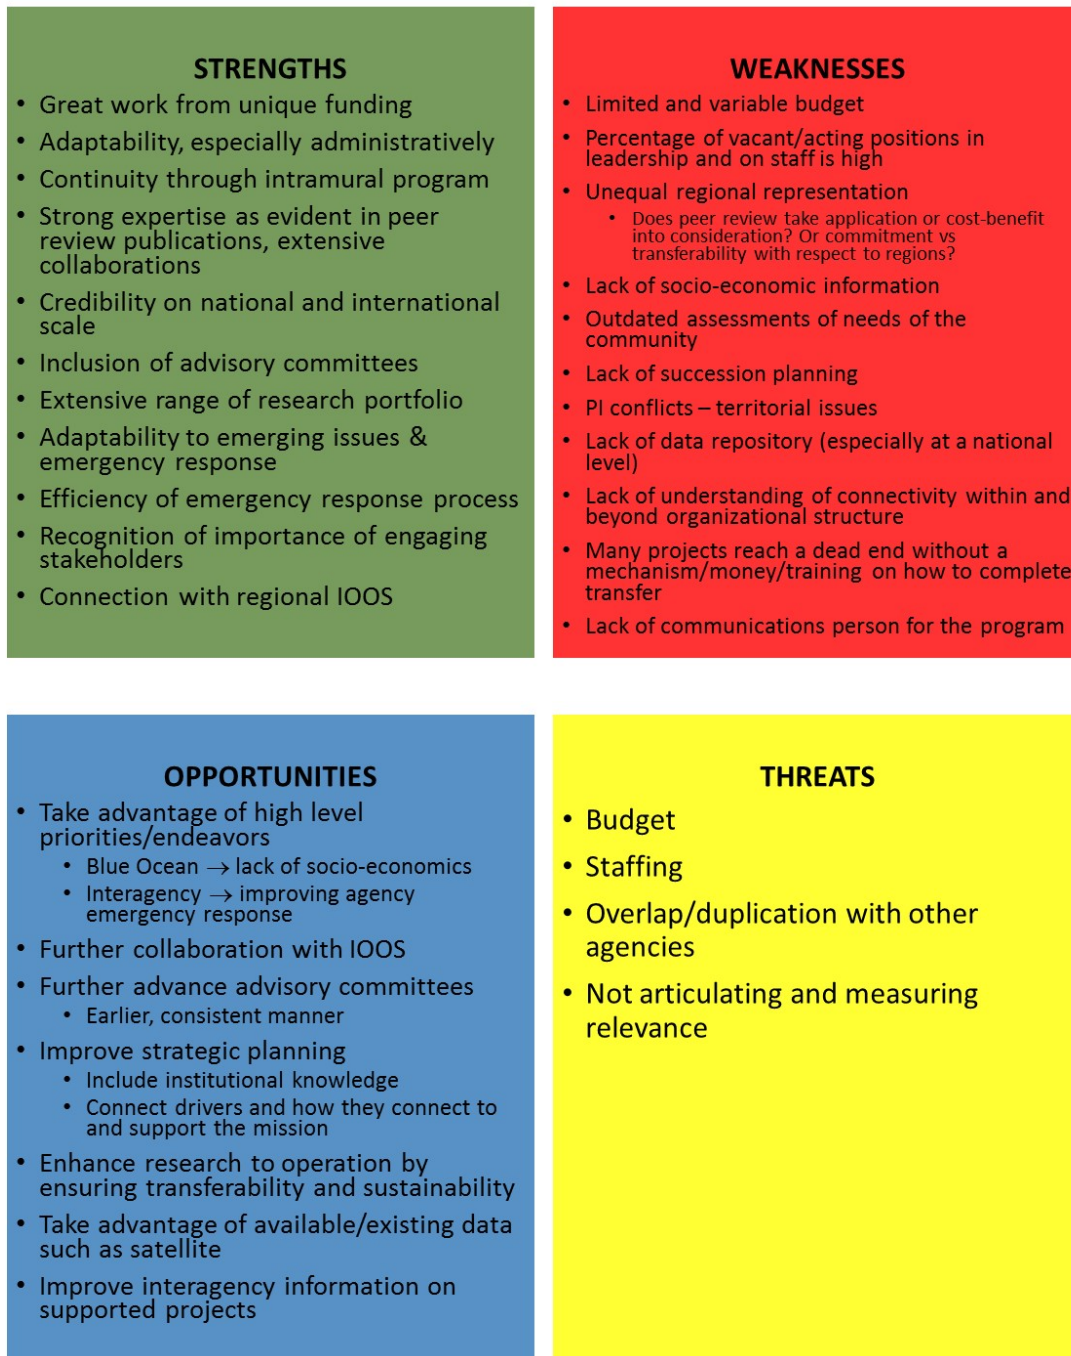 STRENGTHS
• Great work from unique funding
• Adaptability, especially administratively
• Continuity through intramural program
• Strong expertise as evident in peer
review publications, extensive
collaborations
• Credibility on national and international
scale
• Inclusion of advisory committees
• Extensive range of research portfolio
• Adaptability to emerging issues &
emergency response
• Efficiency of emergency response process
• Recognition of importance of engaging
stakeholders
• Connection with regional IOOS
WEAKNESSES
• Limited and variable budget
• Percentage of vacant/acting positions in
leadership and on staff is high
• Unequal regional representation
• Does peer review take application or cost-benefit
into consideration? Or commitment vs
transferability with respect to regions?
• Lack of socio-economic information
• Outdated assessments of needs of the
community
• Lack of succession planning
• PI conflicts – territorial issues
• Lack of data repository (especially at a national
level)
• Lack of understanding of connectivity within and
beyond organizational structure
• Many projects reach a dead end without a
mechanism/money/training on how to complete
transfer
• Lack of communications person for the program
OPPORTUNITIES
• Take advantage of high level
priorities/endeavors
• Blue Ocean → lack of socio-economics
• Interagency → improving agency
emergency response
• Further collaboration with IOOS
• Further advance advisory committees
• Earlier, consistent manner
• Improve strategic planning
• Include institutional knowledge
• Connect drivers and how they connect to
and support the mission
• Enhance research to operation by
ensuring transferability and sustainability
• Take advantage of available/existing data
such as satellite
• Improve interagency information on
supported projects
THREATS
• Budget
• Staffing
• Overlap/duplication with other
agencies
• Not articulating and measuring
relevance